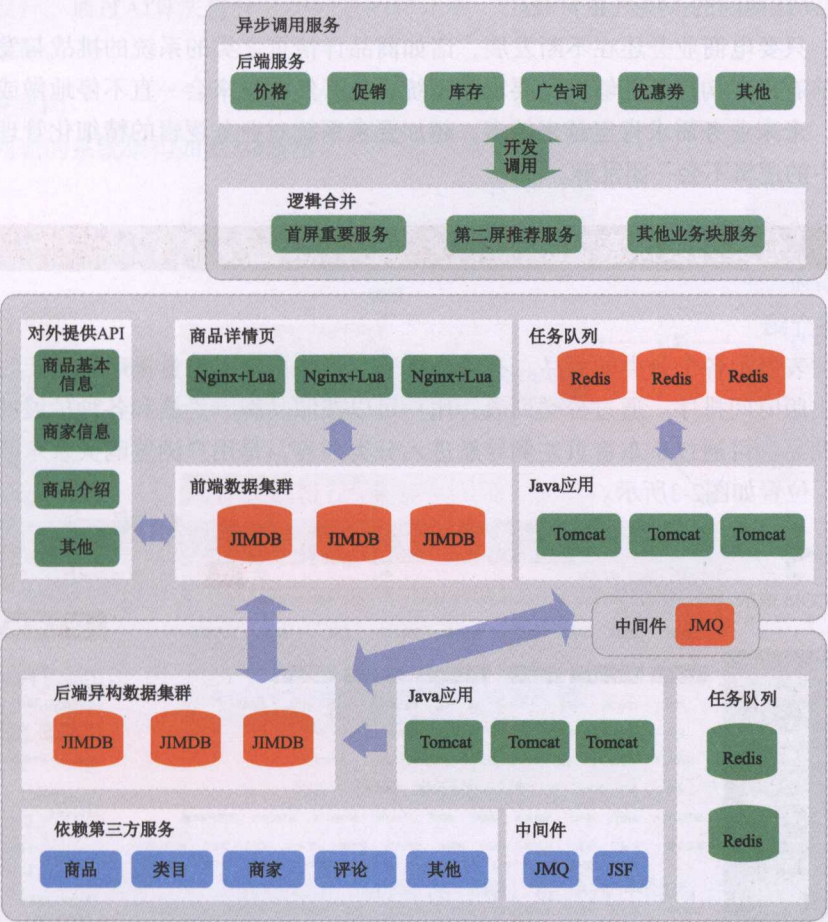 异步调用服务
后端服务
价格 促销 库存 广告词 优惠券 其他
开发
调用
逻辑合并
首屏重要服务 第二屏推荐服务 其他业务块服务
对外提供API
商品基本
信息
商家信息
商品介绍
其他
商品详情页
Nginx+Lua Nginx+Lua Nginx+Lua
前端数据集群
JIMDB JIMDB JIMDB
任务队列
Redis Redis Redis
Java应用
Tomcat Tomcat Tomcat
中间件 JMQ
后端异构数据集群
JIMDB JIMDB JIMDB
Java应用
Tomcat Tomcat Tomcat
任务队列
Redis
Redis
依赖第三方服务
商品 类目 商家 评论 其他
中间件
JMQ JSF